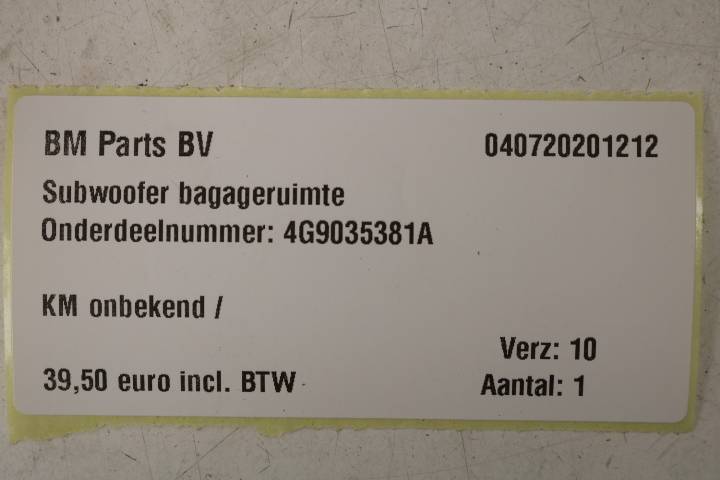 BM Parts BV 040720201212
Subwoofer bagageruimte
Onderdeelnummer: 4G9035381A
KM onbekend /
Verz: 10
39,50 euro incl. BTW Aantal: 1